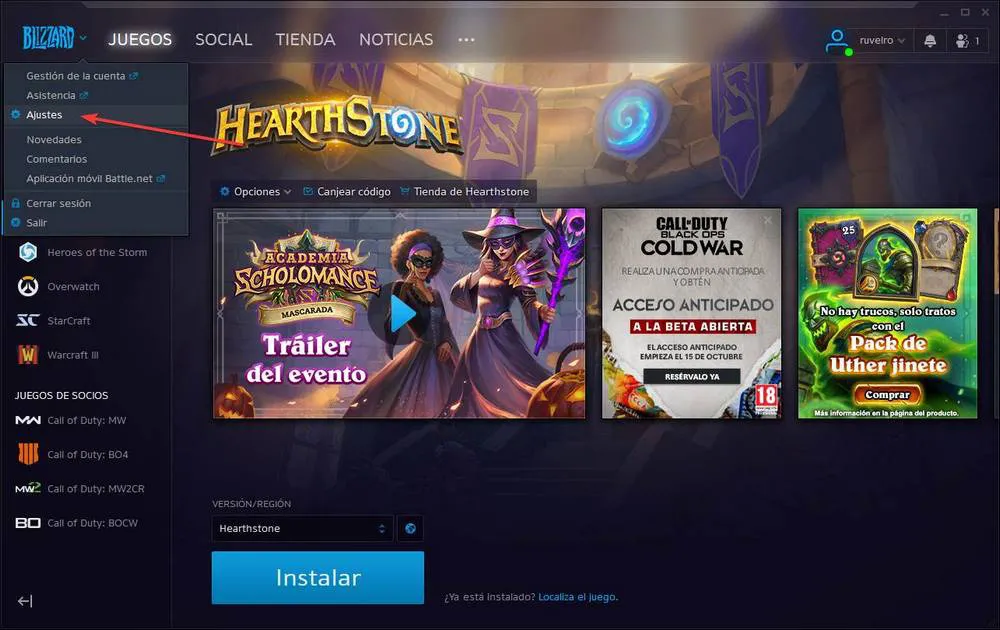 BLIZZARD
JUEGOS
SOCIAL
TIENDA
NOTICIAS
ruveiro
1
Gestión de la cuenta
Asistencia
Ajustes
Novedades
Comentarios
Aplicación móvil Battle.net
Cerrar sesión
Salir
Heroes of the Storm
Overwatch
StarCraft
Warcraft III
JUEGOS DE SOCIOS
MW
Call of Duty: MW
Call of Duty: BO4
MW2
Call of Duty: MW2CR
BO
Call of Duty: BOCW
HEARTHSTONE
Opciones
Canjear código
Tienda de Hearthstone
ACADEMIA
SCHOLOMANCE
MASCARADA
Tráiler
del evento
CALL OF DUTY
BLACK OPS
COLD WAR
REALIZA UNA COMPRA ANTICIPADA
Y OBTÉN
ACCESO ANTICIPADO
A LA BETA ABIERTA
EL ACCESO ANTICIPADO
EMPIEZA EL 15 DE OCTUBRE
RESÉRVALO YA
18
25
No hay trucos, solo tratos
con el
Pack de
Uther jinete
Comprar
Más información en la página del producto.
VERSIÓN/REGIÓN
Hearthstone
Instalar
¿Ya está instalado? Localiza el juego.